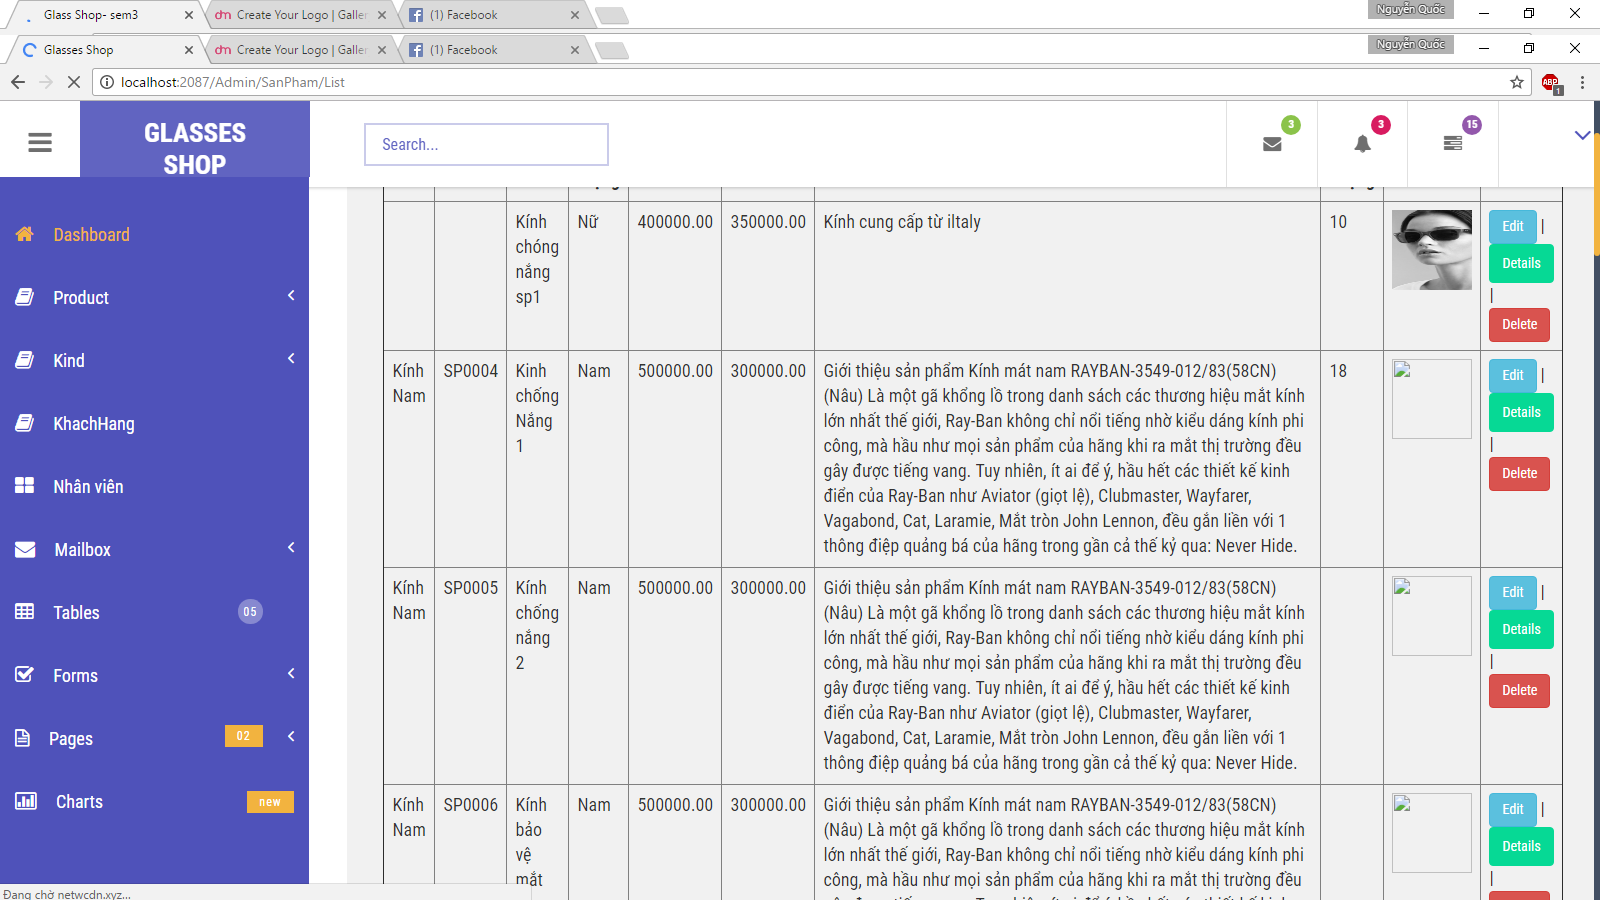 Glass Shop- sem3
Create Your Logo | Galler
(1) Facebook
Nguyễn Quốc
Glasses Shop
Create Your Logo | Galler
(1) Facebook
Nguyễn Quốc
localhost:2087/Admin/SanPham/List
ABP
1
GLASSES
SHOP
Search...
3
3
15
Dashboard
Product
Kind
KhachHang
Nhân viên
Mailbox
Tables
05
Forms
Pages
02
Charts
new
Kính
chóng
nắng
sp1
Nữ
400000.00
350000.00
Kính cung cấp từ iItaly
10
Edit |
Details
|
Delete
Kính
Nam
SP0004
Kinh
chống
Nắng
1
Nam
500000.00
300000.00
Giới thiệu sản phẩm Kính mát nam RAYBAN-3549-012/83(58CN)
(Nâu) Là một gã khổng lồ trong danh sách các thương hiệu mắt kính
lớn nhất thế giới, Ray-Ban không chỉ nổi tiếng nhờ kiểu dáng kính phi
công, mà hầu như mọi sản phẩm của hãng khi ra mắt thị trường đều
gây được tiếng vang. Tuy nhiên, ít ai để ý, hầu hết các thiết kế kinh
điển của Ray-Ban như Aviator (giọt lệ), Clubmaster, Wayfarer,
Vagabond, Cat, Laramie, Mắt tròn John Lennon, đều gắn liền với 1
thông điệp quảng bá của hãng trong gần cả thế kỷ qua: Never Hide.
18
Edit |
Details
|
Delete
Kính
Nam
SP0005
Kính
chống
nắng
2
Nam
500000.00
300000.00
Giới thiệu sản phẩm Kính mát nam RAYBAN-3549-012/83(58CN)
(Nâu) Là một gã khổng lồ trong danh sách các thương hiệu mắt kính
lớn nhất thế giới, Ray-Ban không chỉ nổi tiếng nhờ kiểu dáng kính phi
công, mà hầu như mọi sản phẩm của hãng khi ra mắt thị trường đều
gây được tiếng vang. Tuy nhiên, ít ai để ý, hầu hết các thiết kế kinh
điển của Ray-Ban như Aviator (giọt lệ), Clubmaster, Wayfarer,
Vagabond, Cat, Laramie, Mắt tròn John Lennon, đều gắn liền với 1
thông điệp quảng bá của hãng trong gần cả thế kỷ qua: Never Hide.
Edit |
Details
|
Delete
Kính
Nam
SP0006
Kính
bảo
vệ
mắt
Nam
500000.00
300000.00
Giới thiệu sản phẩm Kính mát nam RAYBAN-3549-012/83(58CN)
(Nâu) Là một gã khổng lồ trong danh sách các thương hiệu mắt kính
lớn nhất thế giới, Ray-Ban không chỉ nổi tiếng nhờ kiểu dáng kính phi
công, mà hầu như mọi sản phẩm của hãng khi ra mắt thị trường đều
Edit |
Details
|
Đang chờ netwcdn.xyz...